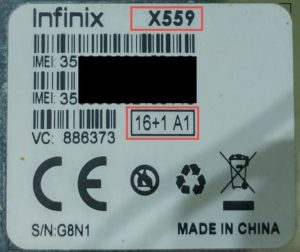 Infinix X559
IMEI: 35
IMEI: 35
16+1 A1
VC: 886373
CE
S/N:G8N1
MADE IN CHINA